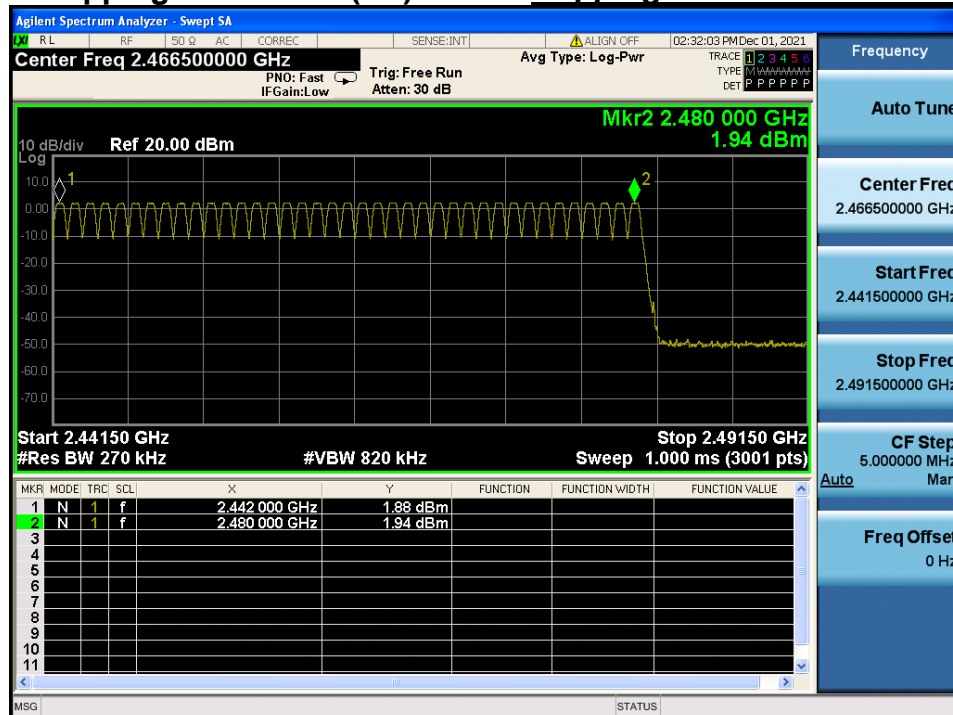 Agilent Spectrum Analyzer - Swept SA
LXI RL RF 50 Ω AC CORREC SENSE:INT ALIGN OFF 02:32:03 PM Dec 01, 2021
Center Freq 2.466500000 GHz
PNO: Fast
IFGain:Low
Trig: Free Run
Atten: 30 dB
Avg Type: Log-Pwr
TRACE 1 2 3 4 5 6
TYPE M WWWWW
DET P P P P P P
Mkr2 2.480 000 GHz
1.94 dBm
10 dB/div Ref 20.00 dBm
Log
10.0
0.00
-10.0
-20.0
-30.0
-40.0
-50.0
-60.0
-70.0
1
2
Start 2.44150 GHz Stop 2.49150 GHz
#Res BW 270 kHz #VBW 820 kHz Sweep 1.000 ms (3001 pts)
MKR MODE TRC SCL X Y FUNCTION FUNCTION WIDTH FUNCTION VALUE
1 N 1 f 2.442 000 GHz 1.88 dBm
2 N 1 f 2.480 000 GHz 1.94 dBm
3
4
5
6
7
8
9
10
11
MSG STATUS
Frequency
Auto Tune
Center Freq
2.466500000 GHz
Start Freq
2.441500000 GHz
Stop Freq
2.491500000 GHz
CF Step
5.000000 MHz
Auto Man
Freq Offset
0 Hz